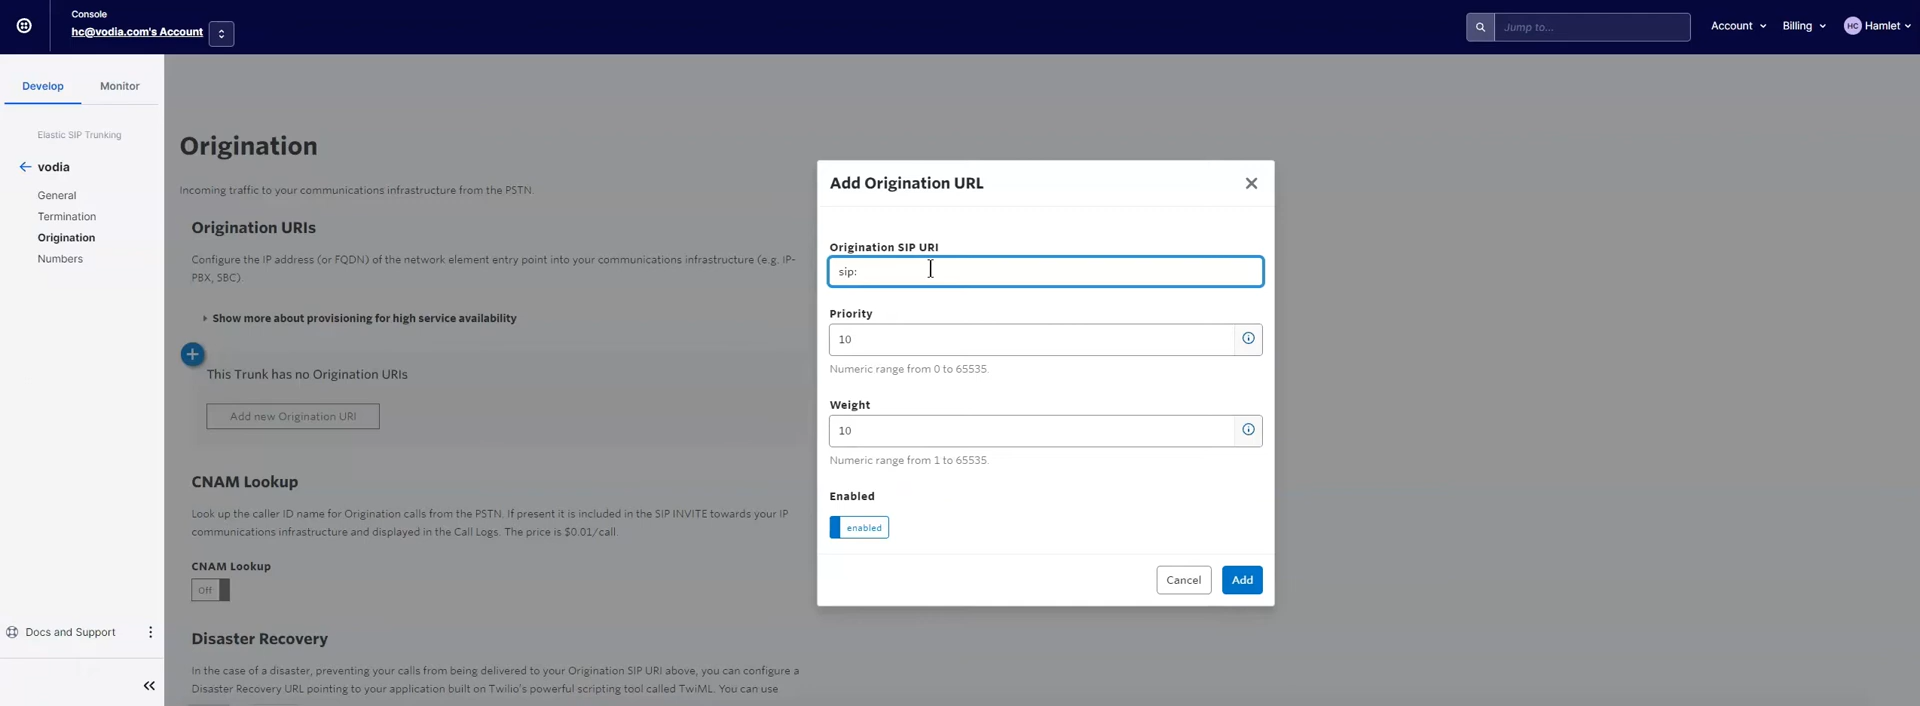 Console
hc@vodia.com's Account
Jump to...
Account
Billing
HC
Hamlet
Develop
Monitor
Elastic SIP Trunking
vodia
General
Termination
Origination
Numbers
Docs and Support
Origination
Incoming traffic to your communications infrastructure from the PSTN.
Origination URIs
Configure the IP address (or FQDN) of the network element entry point into your communications infrastructure (e.g. IP-
PBX, SBC).
Show more about provisioning for high service availability
This Trunk has no Origination URIs
Add new Origination URI
CNAM Lookup
Look up the caller ID name for Origination calls from the PSTN. If present it is included in the SIP INVITE towards your IP
communications infrastructure and displayed in the Call Logs. The price is $0.01/call.
CNAM Lookup
Off
Disaster Recovery
In the case of a disaster, preventing your calls from being delivered to your Origination SIP URI above, you can configure a
Disaster Recovery URL pointing to your application built on Twilio's powerful scripting tool called TwiML. You can use
Add Origination URL
Origination SIP URI
sip:
Priority
10
Numeric range from 0 to 65535.
Weight
10
Numeric range from 1 to 65535.
Enabled
enabled
Cancel
Add